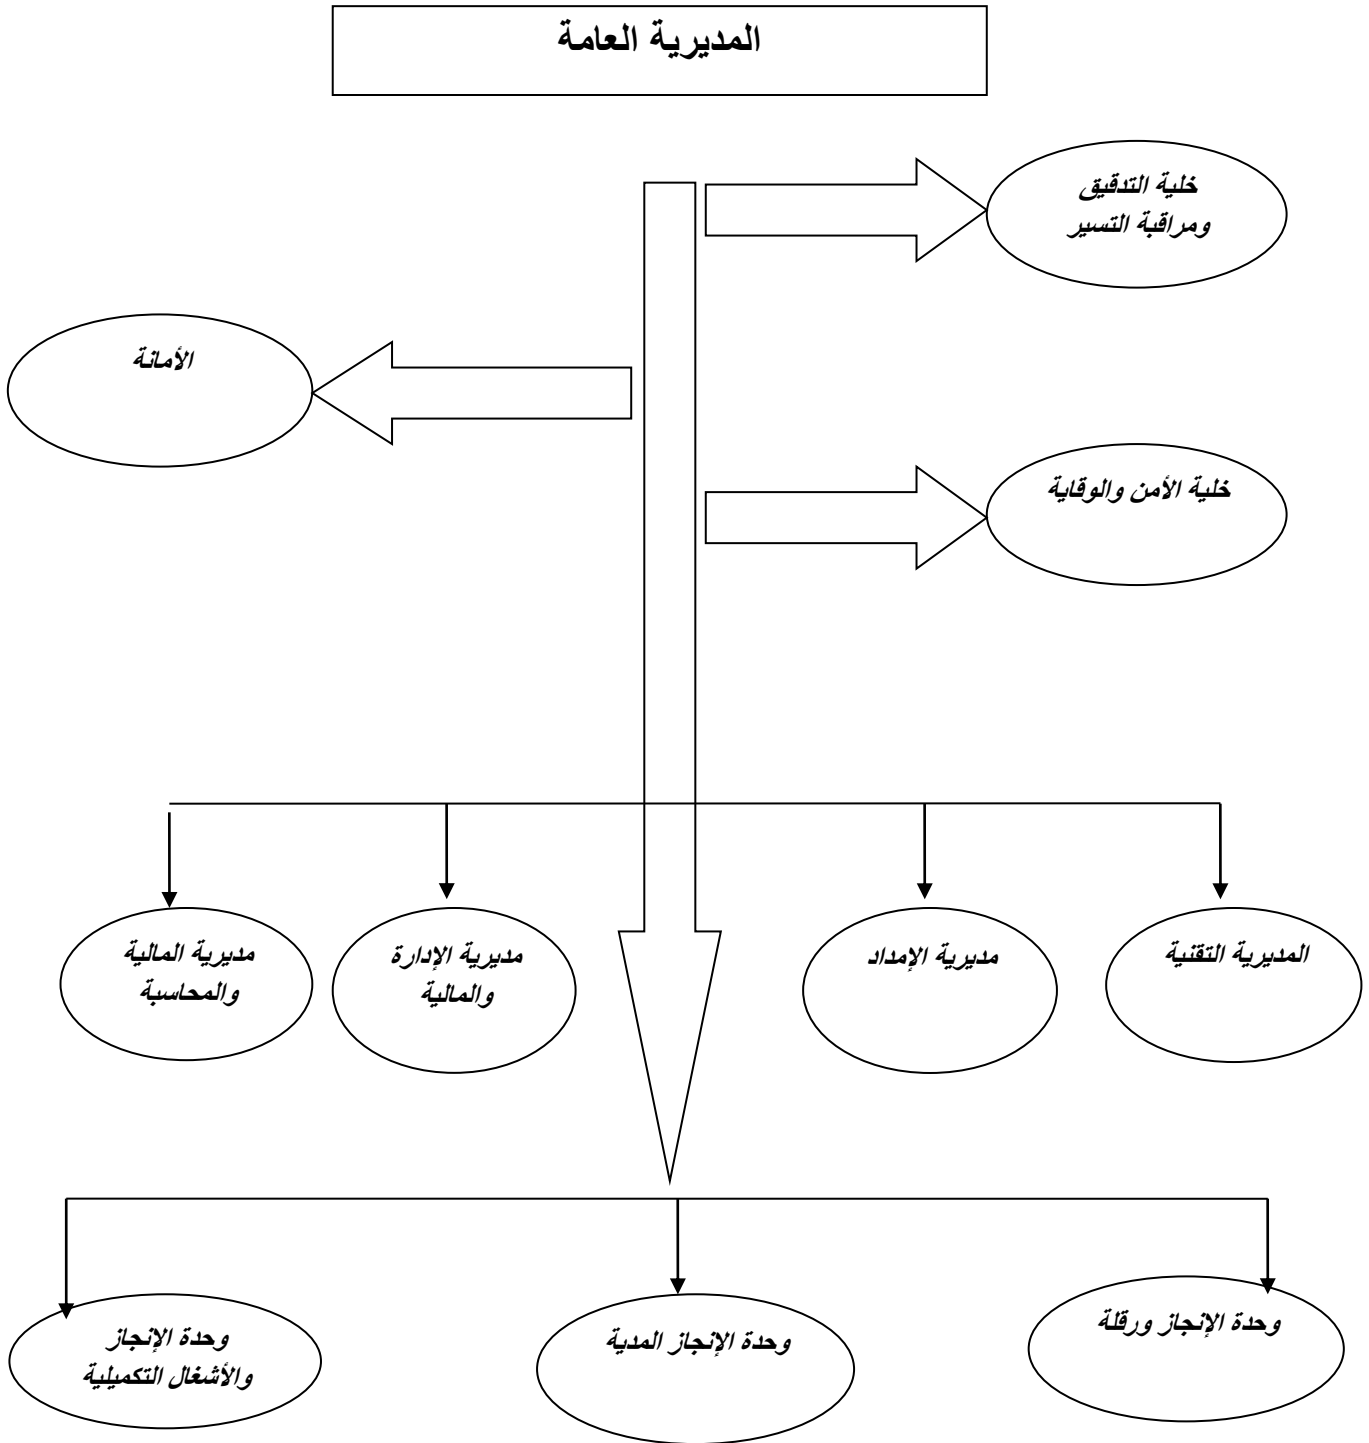 المديرية العامة
خلية التدقيق
ومراقبة التسير
الأمانة
خلية الأمن والوقاية
المديرية التقنية
مديرية الإمداد
مديرية الإدارة
والمالية
مديرية المالية
والمحاسبة
وحدة الإنجاز ورقلة
وحدة الإنجاز المدية
وحدة الإنجاز
والأشغال التكميلية